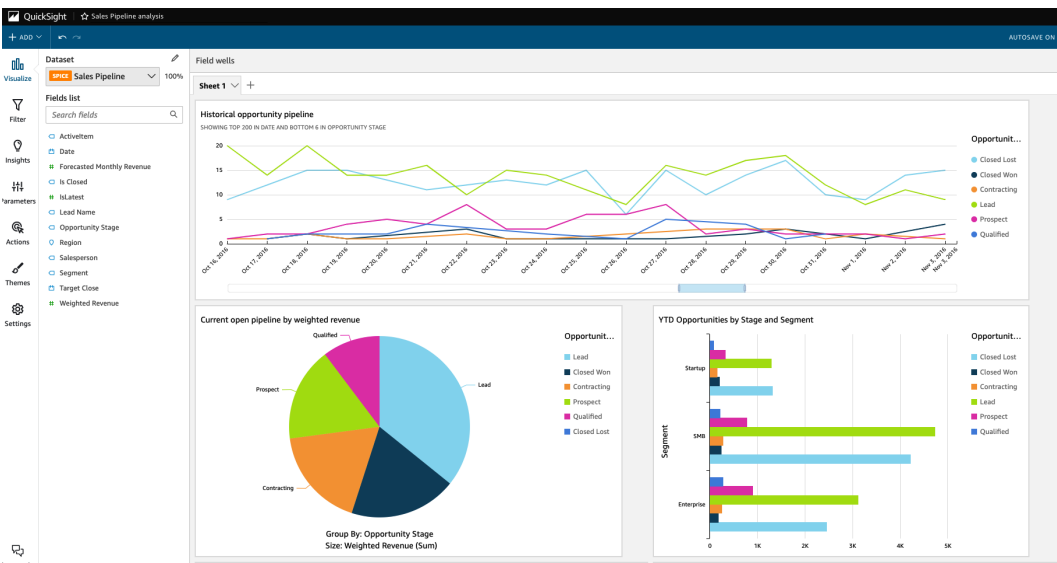 QuickSight
Sales Pipeline analysis
+ ADD
AUTOSAVE ON
Visualize
Filter
Insights
Parameters
Actions
Themes
Settings
Dataset
SPICE Sales Pipeline 100%
Fields list
Search fields
ActiveItem
Date
Forecasted Monthly Revenue
Is Closed
IsLatest
Lead Name
Opportunity Stage
Region
Salesperson
Segment
Target Close
Weighted Revenue
Field wells
Sheet 1 +
Historical opportunity pipeline
SHOWING TOP 200 IN DATE AND BOTTOM 6 IN OPPORTUNITY STAGE
20
15
10
5
0
Oct 16, 2016
Oct 17, 2016
Oct 18, 2016
Oct 19, 2016
Oct 20, 2016
Oct 21, 2016
Oct 22, 2016
Oct 23, 2016
Oct 24, 2016
Oct 25, 2016
Oct 26, 2016
Oct 27, 2016
Oct 28, 2016
Oct 29, 2016
Oct 30, 2016
Oct 31, 2016
Nov 1, 2016
Nov 2, 2016
Nov 3, 2016
Nov 3, 2016
Opportunit...
Closed Lost
Closed Won
Contracting
Lead
Prospect
Qualified
Current open pipeline by weighted revenue
Qualified
Prospect
Contracting
Lead
Group By: Opportunity Stage
Size: Weighted Revenue (Sum)
Opportunit...
Lead
Closed Won
Contracting
Prospect
Qualified
Closed Lost
YTD Opportunities by Stage and Segment
Segment
Startup
SMB
Enterprise
0
1K
2K
3K
4K
5K
Opportunit...
Closed Lost
Closed Won
Contracting
Lead
Prospect
Qualified